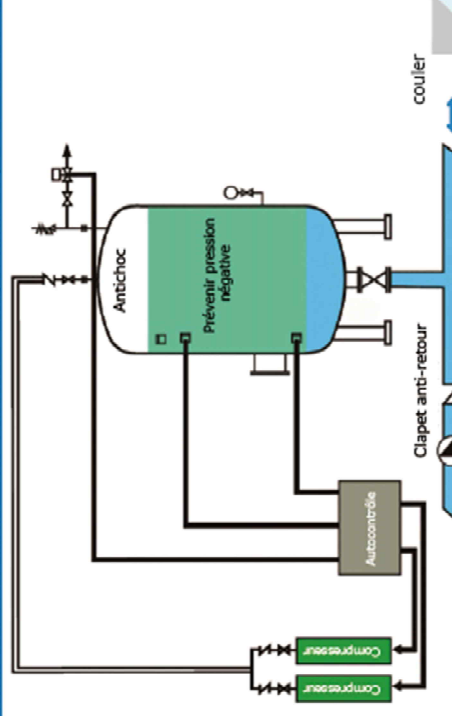 couler
Antichoc
Prévenir pression
négative
Clapet anti-retour
Autocontrôle
Compresseur
Compresseur